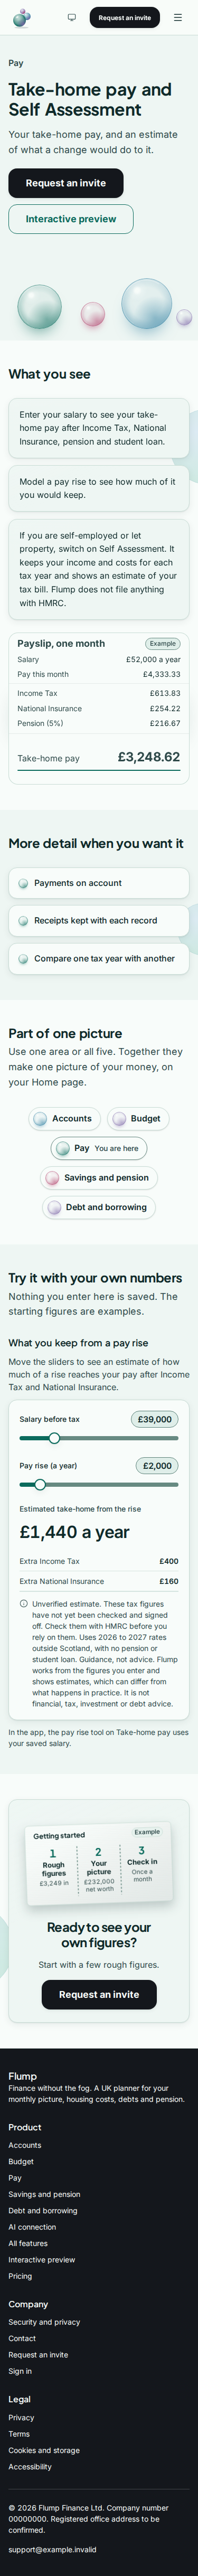 Request an invite
Pay
Take-home pay and
Self Assessment
Your take-home pay, and an estimate
of what a change would do to it.
Request an invite
Interactive preview
What you see
Enter your salary to see your take-
home pay after Income Tax, National
Insurance, pension and student loan.
Model a pay rise to see how much of it
you would keep.
If you are self-employed or let
property, switch on Self Assessment. It
keeps your income and costs for each
tax year and shows an estimate of your
tax bill. Flump does not file anything
with HMRC.
Payslip, one month Example
Salary £52,000 a year
Pay this month £4,333.33
Income Tax £613.83
National Insurance £254.22
Pension (5%) £216.67
Take-home pay £3,248.62
More detail when you want it
Payments on account
Receipts kept with each record
Compare one tax year with another
Part of one picture
Use one area or all five. Together they
make one picture of your money, on
your Home page.
Accounts Budget
Pay You are here
Savings and pension
Debt and borrowing
Try it with your own numbers
Nothing you enter here is saved. The
starting figures are examples.
What you keep from a pay rise
Move the sliders to see an estimate of how
much of a rise reaches your pay after Income
Tax and National Insurance.
Salary before tax £39,000
Pay rise (a year) £2,000
Estimated take-home from the rise
£1,440 a year
Extra Income Tax £400
Extra National Insurance £160
Unverified estimate. These tax figures
have not yet been checked and signed
off. Check them with HMRC before you
rely on them. Uses 2026 to 2027 rates
outside Scotland, with no pension or
student loan. Guidance, not advice. Flump
works from the figures you enter and
shows estimates, which can differ from
what happens in practice. It is not
financial, tax, investment or debt advice.
In the app, the pay rise tool on Take-home pay uses
your saved salary.
Getting started Example
1
Rough
figures
£3,249 in
2
Your
picture
£232,000
net worth
3
Check in
Once a
month
Ready to see your
own figures?
Start with a few rough figures.
Request an invite
Flump
Finance without the fog. A UK planner for your
monthly picture, housing costs, debts and pension.
Product
Accounts
Budget
Pay
Savings and pension
Debt and borrowing
AI connection
All features
Interactive preview
Pricing
Company
Security and privacy
Contact
Request an invite
Sign in
Legal
Privacy
Terms
Cookies and storage
Accessibility
© 2026 Flump Finance Ltd. Company number
00000000. Registered office address to be
confirmed.
support@example.invalid